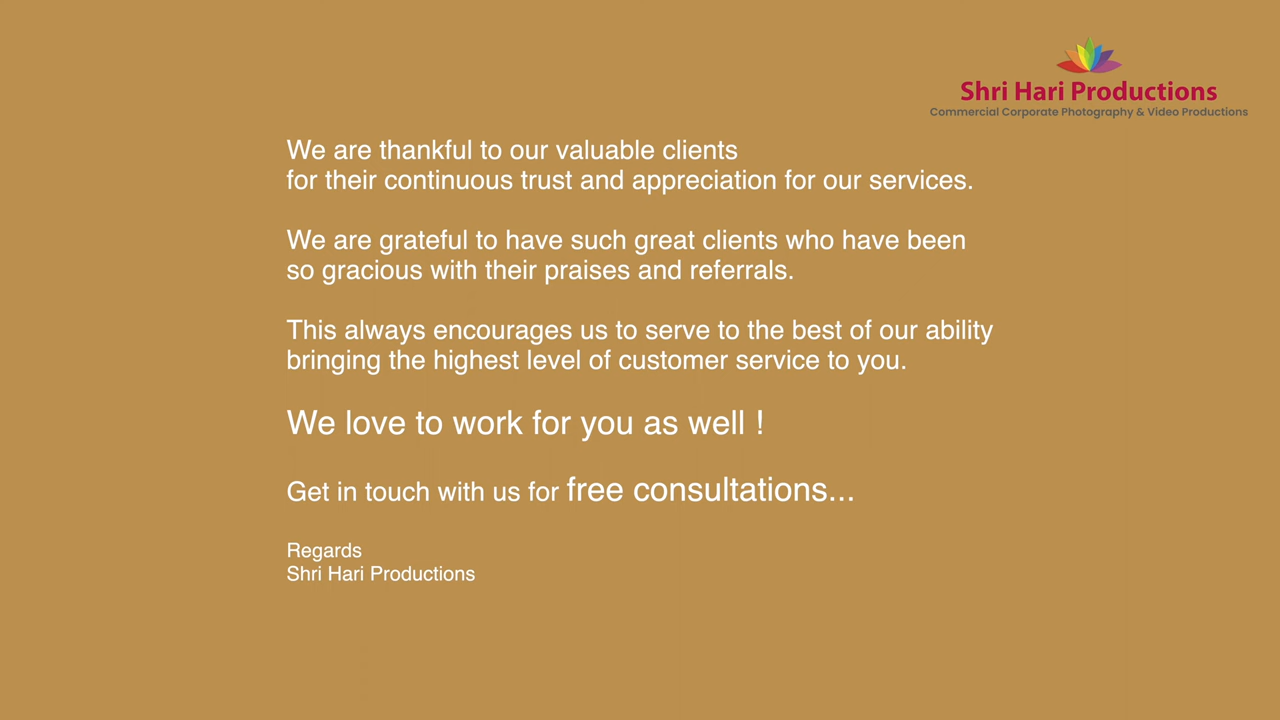 Shri Hari Productions
Commercial Corporate Photography & Video Productions
We are thankful to our valuable clients
for their continuous trust and appreciation for our services.
We are grateful to have such great clients who have been
so gracious with their praises and referrals.
This always encourages us to serve to the best of our ability
bringing the highest level of customer service to you.
We love to work for you as well !
Get in touch with us for free consultations...
Regards
Shri Hari Productions